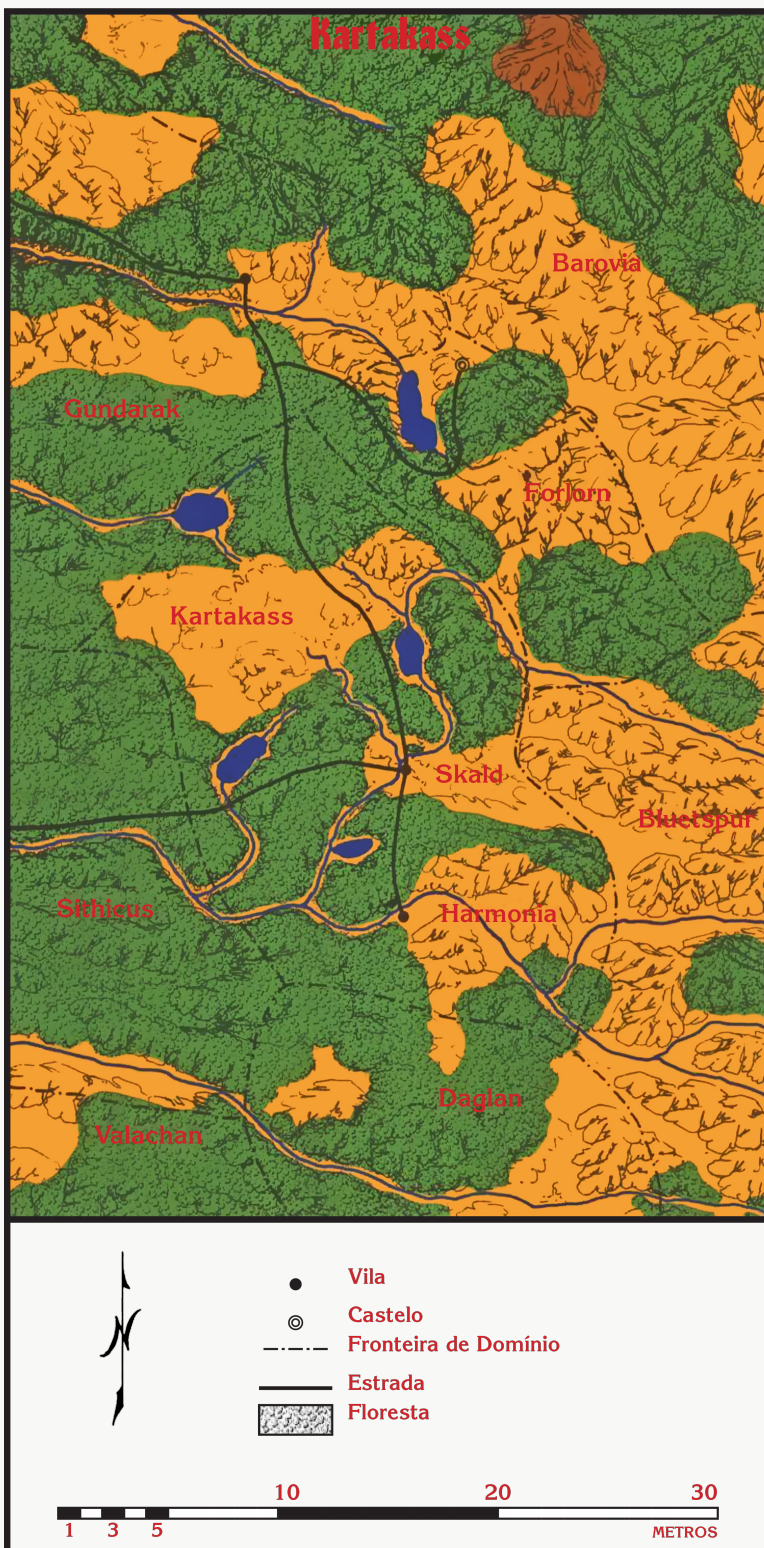 Kartakass
Barovia
Gundarak
Forlorn
Kartakass
Skald
Bluetspur
Sithicus
Harmonia
Daglan
Valachan
N
Vila
Castelo
Fronteira de Domínio
Estrada
Floresta
10 20 30
1 3 5 METROS